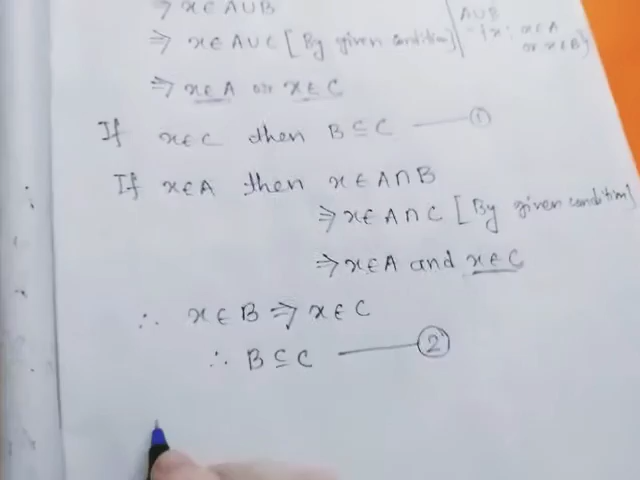 ⇒ x ∈ A∪B
A∪B
= {x : x∈A
or x∈B}
⇒ x∈A∪C [By given condition]
⇒ x∈A or x∈C
If x∈C then B⊆C ——— ①
If x∈A then x∈A∩B
⇒ x∈A∩C [By given condition]
⇒ x∈A and x∈C
∴ x∈B ⇒ x∈C
∴ B⊆C ——— ②